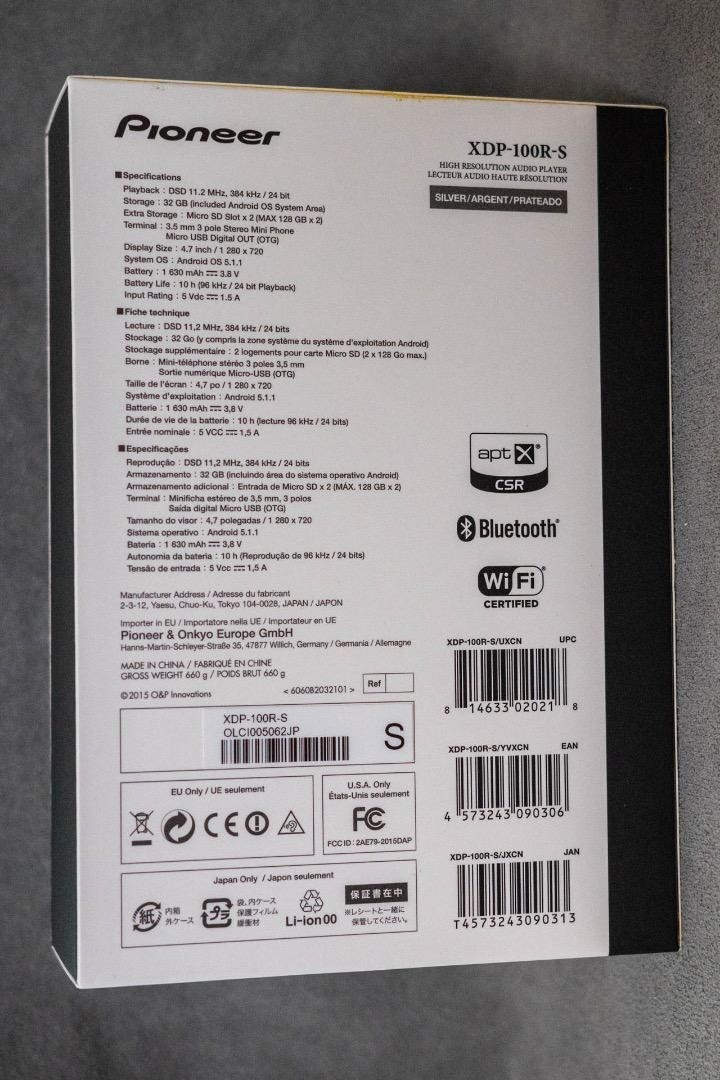 Pioneer
XDP-100R-S
HIGH RESOLUTION AUDIO PLAYER
LECTEUR AUDIO HAUTE RÉSOLUTION
SILVER/ARGENT/PRATEADO
■Specifications
Playback : DSD 11.2 MHz, 384 kHz / 24 bit
Storage : 32 GB (included Android OS System Area)
Extra Storage : Micro SD Slot x 2 (MAX 128 GB x 2)
Terminal : 3.5 mm 3 pole Stereo Mini Phone
Micro USB Digital OUT (OTG)
Display Size : 4.7 inch / 1 280 x 720
System OS : Android OS 5.1.1
Battery : 1 630 mAh ⎓ 3.8 V
Battery Life : 10 h (96 kHz / 24 bit Playback)
Input Rating : 5 Vdc ⎓ 1.5 A
■Fiche technique
Lecture : DSD 11,2 MHz, 384 kHz / 24 bits
Stockage : 32 Go (y compris la zone système du système d'exploitation Android)
Stockage supplémentaire : 2 logements pour carte Micro SD (2 x 128 Go max.)
Borne : Mini-téléphone stéréo 3 poles 3,5 mm
Sortie numérique Micro-USB (OTG)
Taille de l'écran : 4,7 po / 1 280 x 720
Système d'exploitation : Android 5.1.1
Batterie : 1 630 mAh ⎓ 3,8 V
Durée de vie de la batterie : 10 h (lecture 96 kHz / 24 bits)
Entrée nominale : 5 VCC ⎓ 1,5 A
■Especificações
Reprodução : DSD 11,2 MHz, 384 kHz / 24 bits
Armazenamento : 32 GB (incluindo área do sistema operativo Android)
Armazenamento adicional : Entrada de Micro SD x 2 (MÁX. 128 GB x 2)
Terminal : Minificha estéreo de 3,5 mm, 3 polos
Saída digital Micro USB (OTG)
Tamanho do visor : 4,7 polegadas / 1 280 x 720
Sistema operativo : Android 5.1.1
Bateria : 1 630 mAh ⎓ 3,8 V
Autonomia da bateria : 10 h (Reprodução de 96 kHz / 24 bits)
Tensão de entrada : 5 Vcc ⎓ 1,5 A
Manufacturer Address / Adresse du fabricant
2-3-12, Yaesu, Chuo-Ku, Tokyo 104-0028, JAPAN / JAPON
Importer in EU / Importatore nella UE / Importateur en UE
Pioneer & Onkyo Europe GmbH
Hanns-Martin-Schleyer-Straße 35, 47877 Willich, Germany / Germania / Allemagne
MADE IN CHINA / FABRIQUÉ EN CHINE
GROSS WEIGHT 660 g / POIDS BRUT 660 g
©2015 O&P Innovations
< 606082032101 >
Ref
XDP-100R-S
OLCI005062JP
S
EU Only / UE seulement
CE
U.S.A. Only
États-Unis seulement
FC
FCC ID : 2AE79-2015DAP
Japan Only / Japon seulement
紙
内箱
外ケース
プラ
袋、内ケース
保護フィルム
緩衝材
Li-ion00
保証書在中
※レシートと一緒に
保管してください。
aptX®
CSR
Bluetooth®
Wi Fi®
CERTIFIED
XDP-100R-S/UXCN UPC
8 14633 02021 8
XDP-100R-S/YVXCN EAN
4 573243 090306
XDP-100R-S/JXCN JAN
T4573243090313